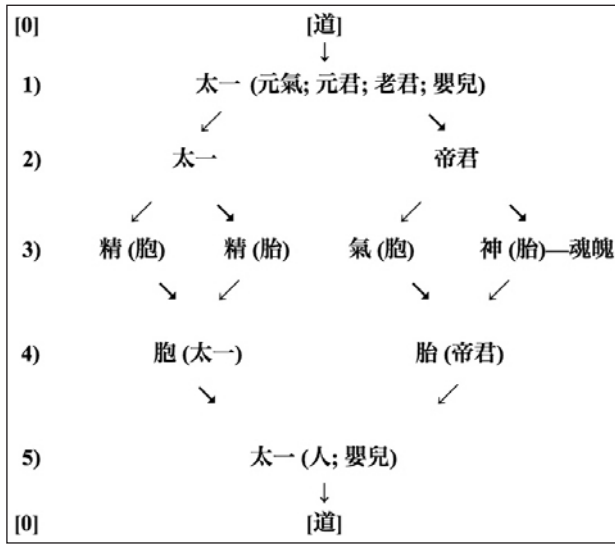 [0] [道]
↓
1) 太一 (元氣; 元君; 老君; 嬰兒)
↙ ↘
2) 太一 帝君
↙ ↘ ↙ ↘
3) 精 (胞) 精 (胎) 氣 (胞) 神 (胎)—魂魄
↘ ↙ ↘ ↙
4) 胞 (太一) 胎 (帝君)
↘ ↙
5) 太一 (人; 嬰兒)
↓
[0] [道]